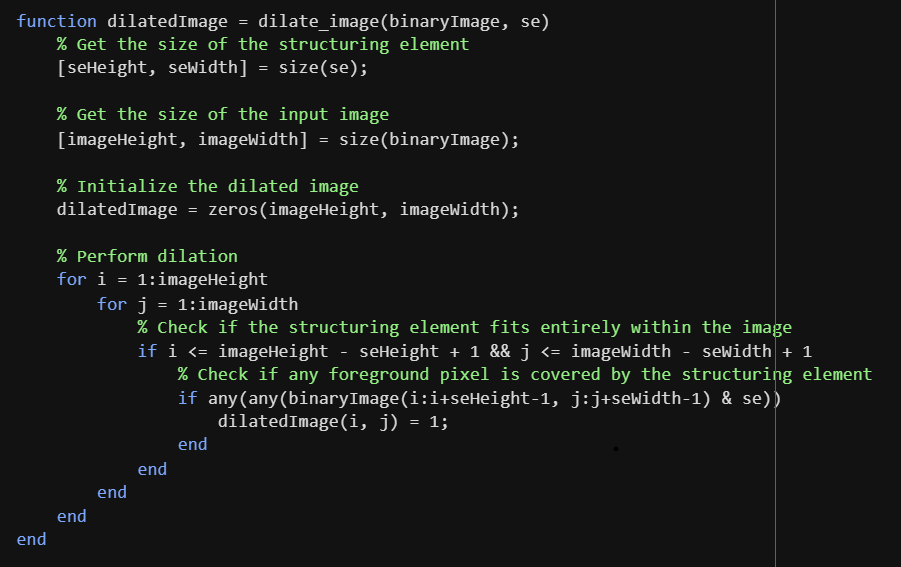 function dilatedImage = dilate_image(binaryImage, se)
    % Get the size of the structuring element
    [seHeight, seWidth] = size(se);

    % Get the size of the input image
    [imageHeight, imageWidth] = size(binaryImage);

    % Initialize the dilated image
    dilatedImage = zeros(imageHeight, imageWidth);

    % Perform dilation
    for i = 1:imageHeight
        for j = 1:imageWidth
            % Check if the structuring element fits entirely within the image
            if i <= imageHeight - seHeight + 1 && j <= imageWidth - seWidth + 1
                % Check if any foreground pixel is covered by the structuring element
                if any(any(binaryImage(i:i+seHeight-1, j:j+seWidth-1) & se))
                    dilatedImage(i, j) = 1;
                end
            end
        end
    end
end